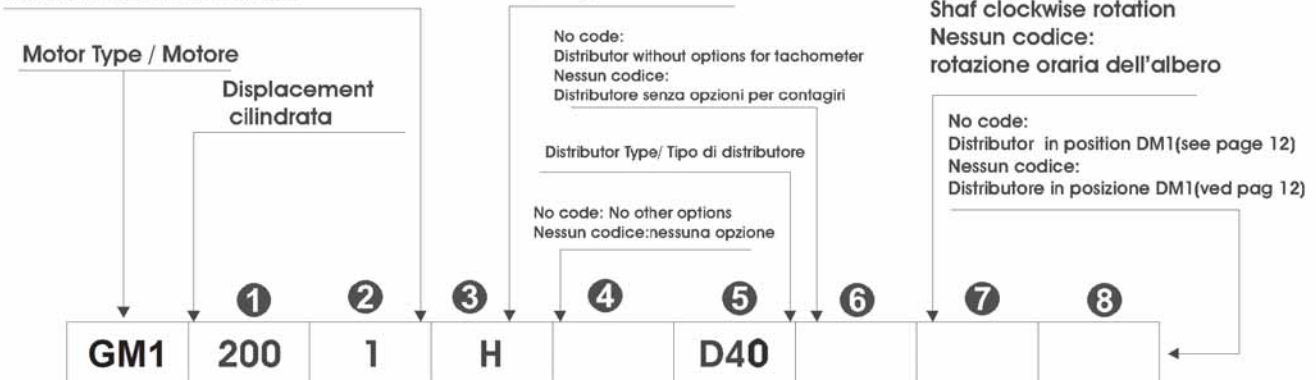 Motor Type / Motore
Displacement
cilindrata
No code:
Distributor without options for tachometer
Nessun codice:
Distributore senza opzioni per contagiri
Distributor Type/ Tipo di distributore
No code: No other options
Nessun codice:nessuna opzione
Shaf clockwise rotation
Nessun codice:
rotazione oraria dell'albero
No code:
Distributor in position DM1(see page 12)
Nessun codice:
Distributore in posizione DM1(ved pag 12)
1 2 3 4 5 6 7 8
GM1 200 1 H D40